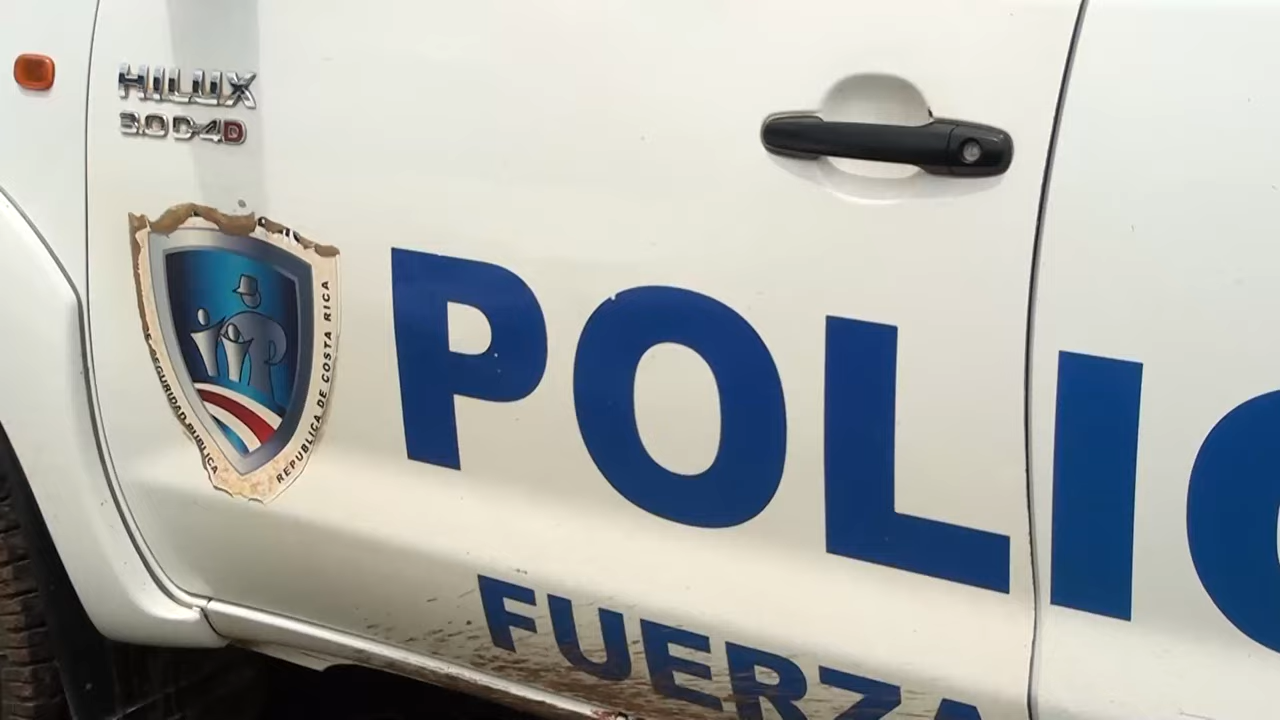 HILUX
3.0 D-4D
SEGURIDAD PUBLICA
REPUBLICA DE COSTA RICA
POLIC
FUERZA